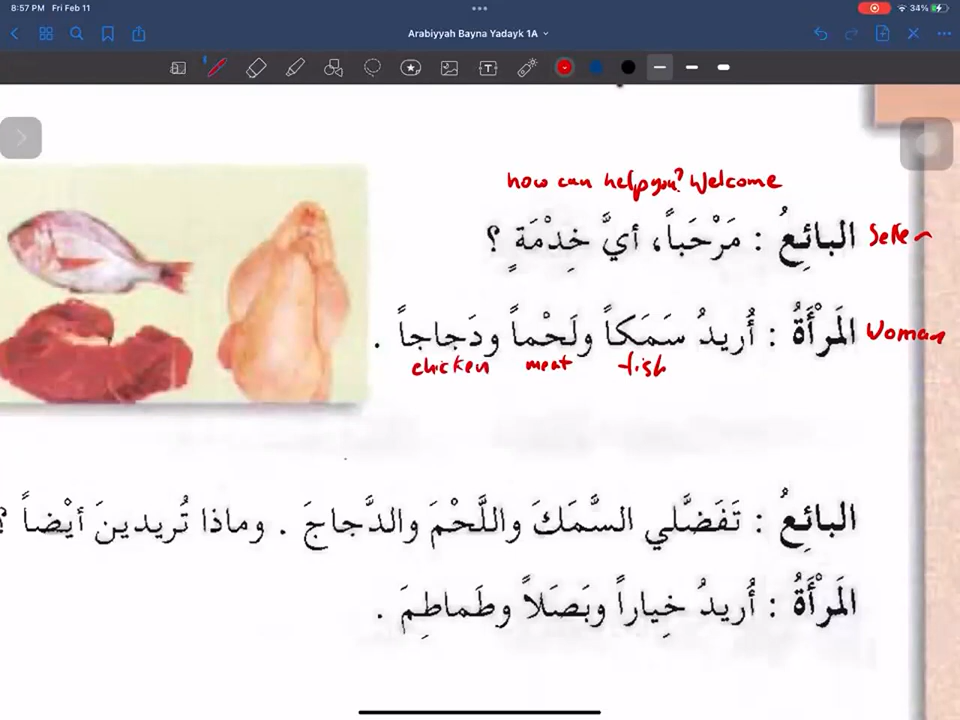 8:57 PM Fri Feb 11
34%
Arabiyyah Bayna Yadayk 1A
how can help you? Welcome
البائِعُ : مَرْحَباً، أيَّ خِدْمَةٍ ؟ Seller
المَرْأَةُ : أُريدُ سَمَكاً ولَحْماً ودَجاجاً . Woman
chicken meat fish
البائِعُ : تَفَضَّلي السَّمَكَ واللَّحْمَ والدَّجاجَ . وماذا تُريدينَ أيْضاً ؟
المَرْأَةُ : أُريدُ خِياراً وبَصَلاً وطَماطِمَ .